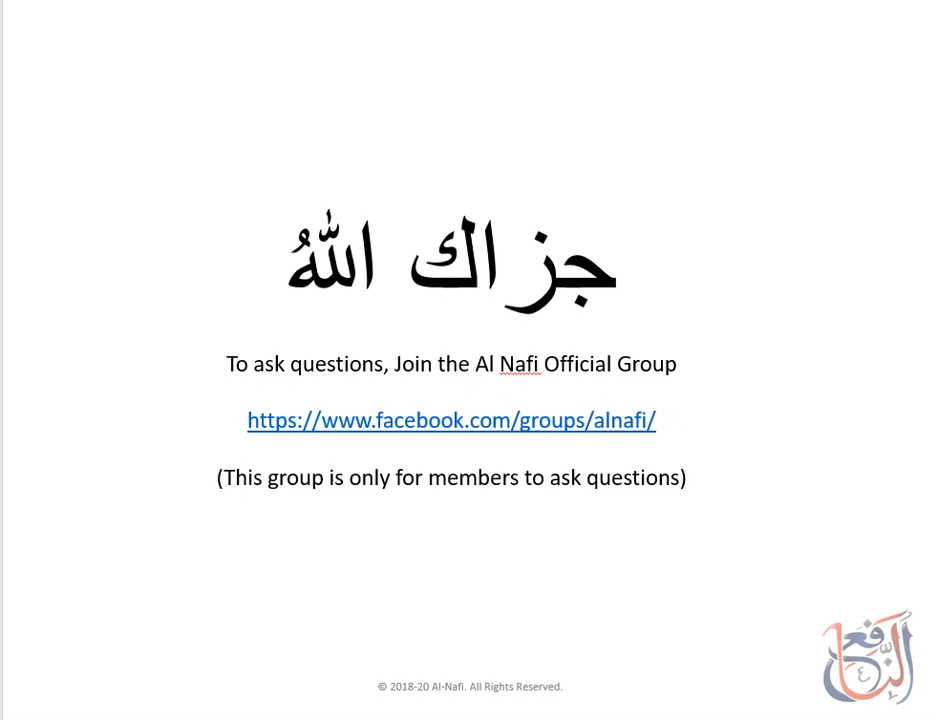 جزاك اللهُ
To ask questions, Join the Al Nafi Official Group
https://www.facebook.com/groups/alnafi/
(This group is only for members to ask questions)
النافع
© 2018-20 Al-Nafi. All Rights Reserved.